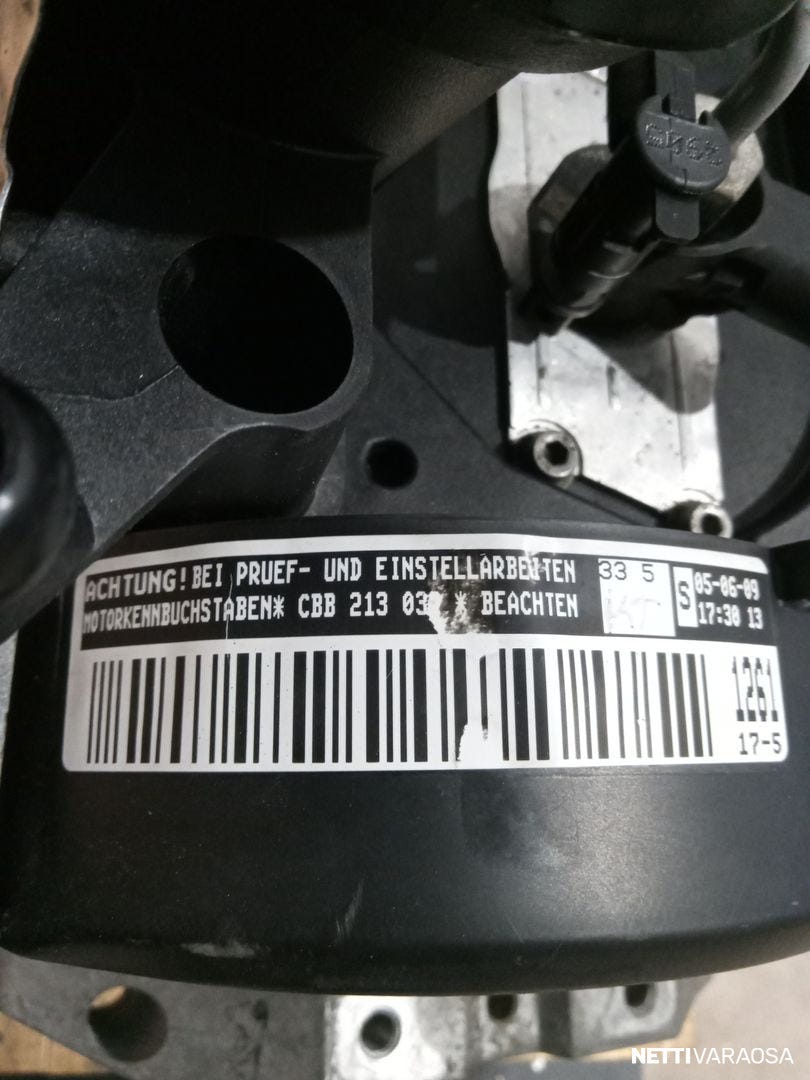 ACHTUNG! BEI PRUEF- UND EINSTELLARBEITEN 33 5
MOTORKENNBUCHSTABEN* CBB 213 * BEACHTEN
S 05-06-09
17:30 13
1261
17-5
NETTIVARAOSA